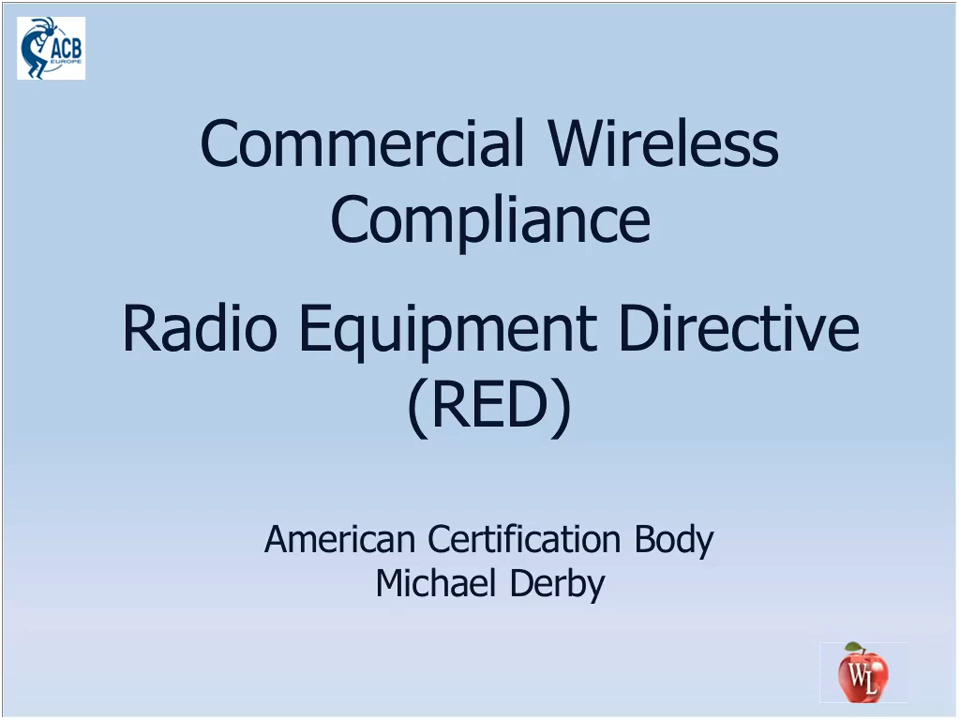 ACB
EUROPE
Commercial Wireless
Compliance
Radio Equipment Directive
(RED)
American Certification Body
Michael Derby
WL